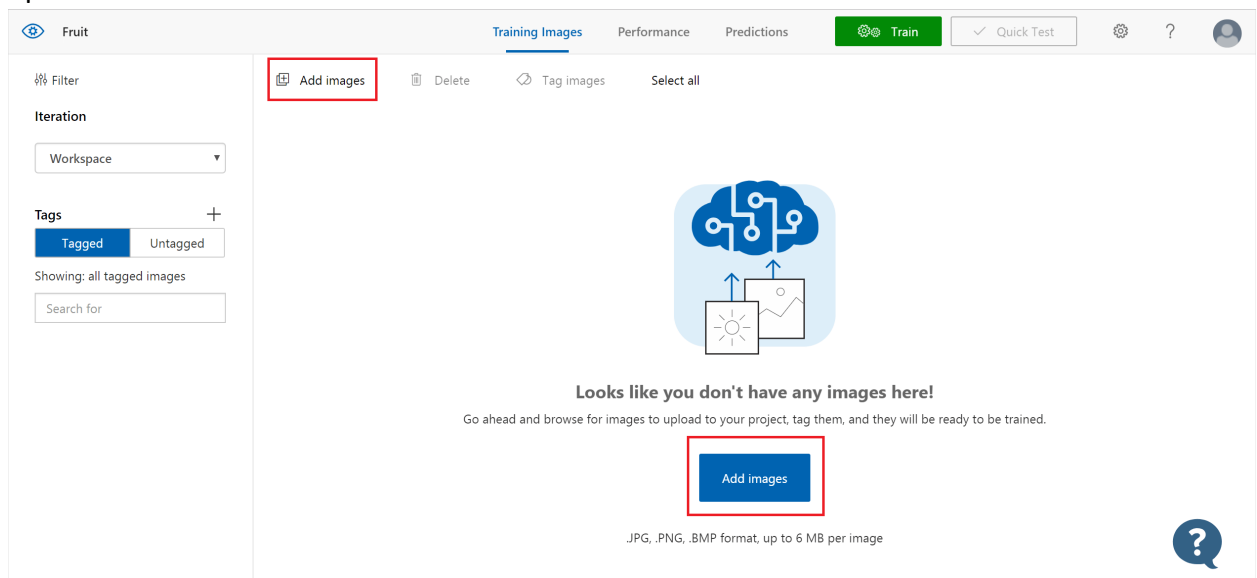 Fruit
Training Images
Performance
Predictions
Train
Quick Test
?
Filter
Add images
Delete
Tag images
Select all
Iteration
Workspace
Tags
Tagged
Untagged
Showing: all tagged images
Search for
Looks like you don't have any images here!
Go ahead and browse for images to upload to your project, tag them, and they will be ready to be trained.
Add images
.JPG, .PNG, .BMP format, up to 6 MB per image
?